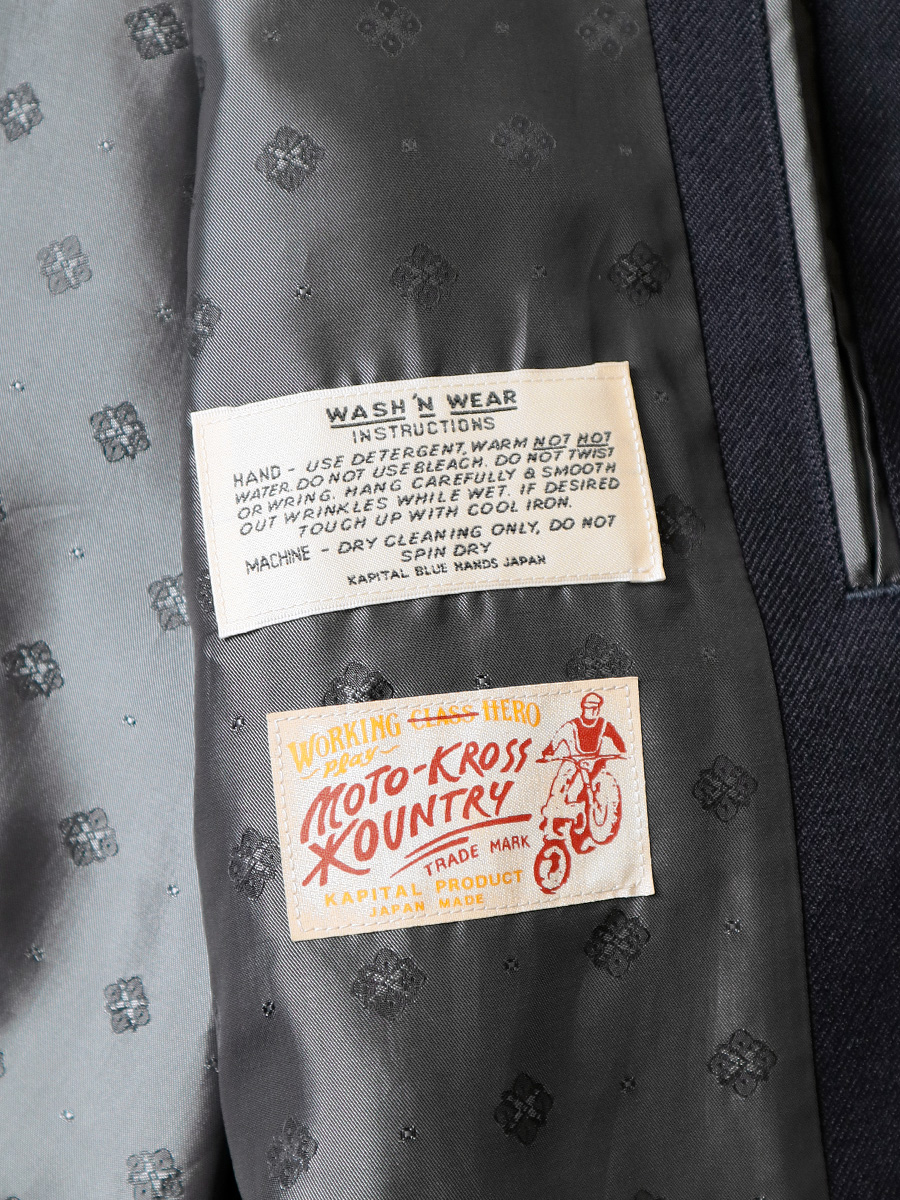 WASH 'N WEAR
INSTRUCTIONS
HAND - USE DETERGENT, WARM NOT HOT
WATER. DO NOT USE BLEACH. DO NOT TWIST
OR WRING. HANG CAREFULLY & SMOOTH
OUT WRINKLES WHILE WET. IF DESIRED
TOUCH UP WITH COOL IRON.
MACHINE - DRY CLEANING ONLY, DO NOT
SPIN DRY
KAPITAL BLUE HANDS JAPAN
WORKING CLASS HERO
play
MOTO-KROSS
KOUNTRY
TRADE MARK
KAPITAL PRODUCT
JAPAN MADE